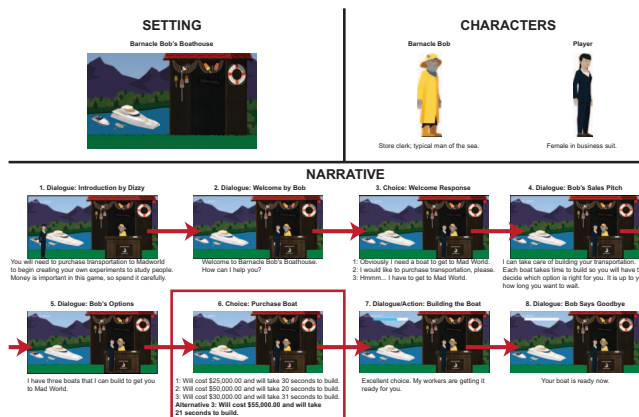 SETTING
Barnacle Bob's Boathouse
CHARACTERS
Barnacle Bob
Player
Store clerk; typical man of the sea.
Female in business suit.
NARRATIVE
1. Dialogue: Introduction by Dizzy
You will need to purchase transportation to Madworld
to begin creating your own experiments to study people.
Money is important in this game, so spend it carefully.
2. Dialogue: Welcome by Bob
Welcome to Barnacle Bob's Boathouse.
How can I help you?
3. Choice: Welcome Response
1: Obviously I need a boat to get to Mad World.
2: I would like to purchase transportation, please.
3: Hmmm... I have to get to Mad World.
4. Dialogue: Bob's Sales Pitch
I can take care of building your transportation.
Each boat takes time to build so you will have t
decide which option is right for you. It is up to y
how long you want to wait.
5. Dialogue: Bob's Options
I have three boats that I can build to get you
to Mad World.
6. Choice: Purchase Boat
1: Will cost $25,000.00 and will take 30 seconds to build.
2: Will cost $50,000.00 and will take 20 seconds to build.
3: Will cost $30,000.00 and will take 31 seconds to build.
Alternative 3: Will cost $55,000.00 and will take
21 seconds to build.
7. Dialogue/Action: Building the Boat
Excellent choice. My workers are getting it
ready for you.
8. Dialogue: Bob Says Goodbye
Your boat is ready now.